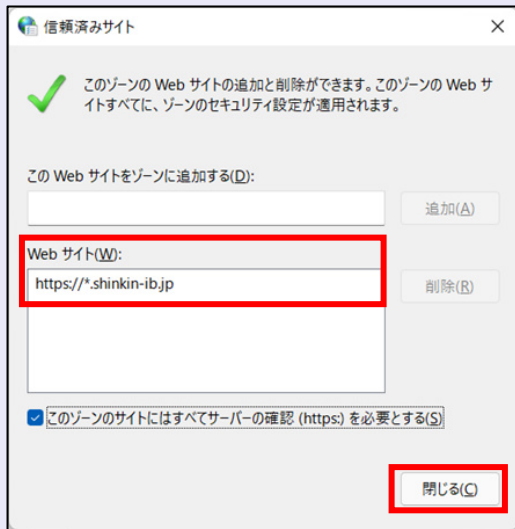 信頼済みサイト
このゾーンの Web サイトの追加と削除ができます。このゾーンの Web サ
イトすべてに、ゾーンのセキュリティ設定が適用されます。
この Web サイトをゾーンに追加する(D):
追加(A)
Web サイト(W):
https://*.shinkin-ib.jp
削除(R)
このゾーンのサイトにはすべてサーバーの確認 (https:) を必要とする(S)
閉じる(C)